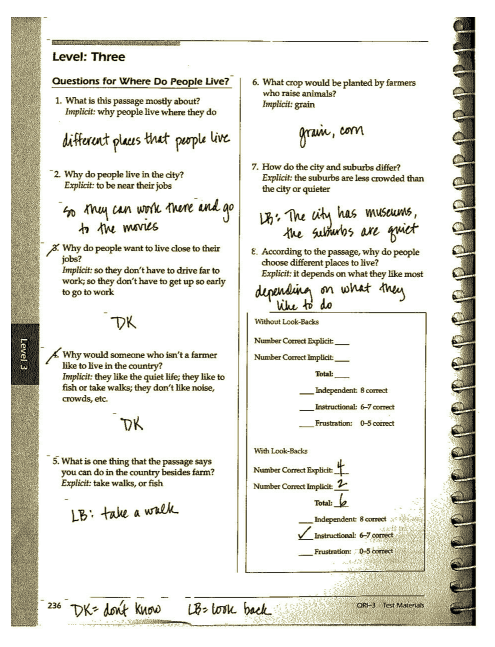 Level: Three
Questions for Where Do People Live?
1. What is this passage mostly about?
Implicit: why people live where they do
different places that people live
2. Why do people live in the city?
Explicit: to be near their jobs
so they can work there and go
to the movies
3. Why do people want to live close to their
jobs?
Implicit: so they don't have to drive far to
work; so they don't have to get up so early
to go to work
DK
4. Why would someone who isn't a farmer
like to live in the country?
Implicit: they like the quiet life; they like to
fish or take walks; they don't like noise,
crowds, etc.
DK
5. What is one thing that the passage says
you can do in the country besides farm?
Explicit: take walks, or fish
LB: take a walk
6. What crop would be planted by farmers
who raise animals?
Implicit: grain
grain, corn
7. How do the city and suburbs differ?
Explicit: the suburbs are less crowded than
the city or quieter
LB: The city has museums,
the suburbs are quiet
8. According to the passage, why do people
choose different places to live?
Explicit: it depends on what they like most
depending on what they
like to do
Without Look-Backs
Number Correct Explicit:
Number Correct Implicit:
Total:
Independent: 8 correct
Instructional: 6–7 correct
Frustration: 0–5 correct
With Look-Backs
Number Correct Explicit: 4
Number Correct Implicit: 2
Total: 6
Independent: 8 correct
✓ Instructional: 6–7 correct
Frustration: 0–5 correct
Level 3
236
DK= don't know LB= look back
QRI–3 Test Materials